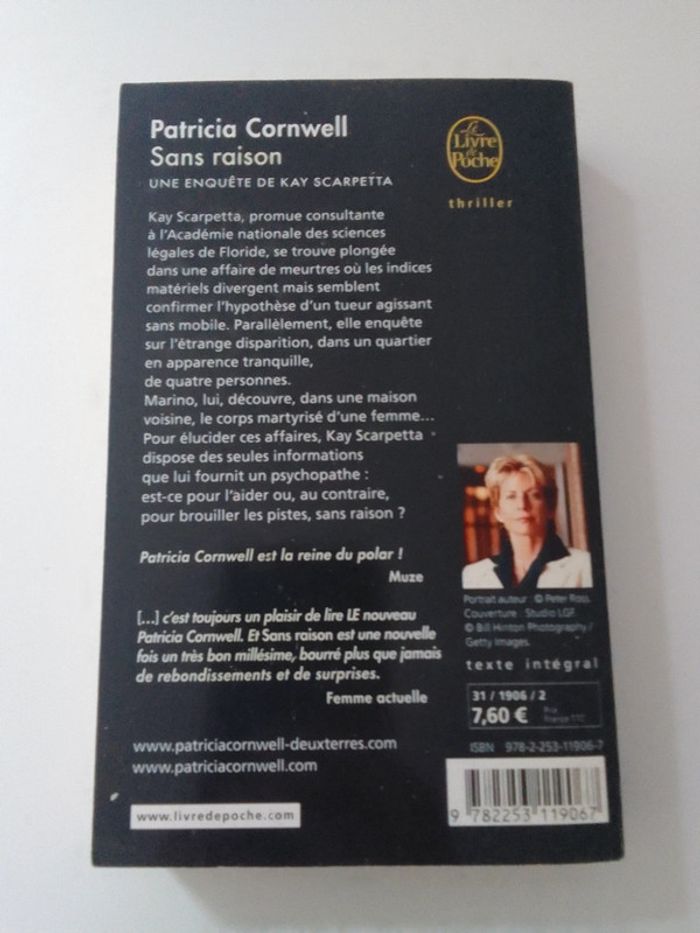 Patricia Cornwell
Sans raison
UNE ENQUÊTE DE KAY SCARPETTA
Le
Livre
de
Poche
thriller
Kay Scarpetta, promue consultante
à l'Académie nationale des sciences
légales de Floride, se trouve plongée
dans une affaire de meurtres où les indices
matériels divergent mais semblent
confirmer l'hypothèse d'un tueur agissant
sans mobile. Parallèlement, elle enquête
sur l'étrange disparition, dans un quartier
en apparence tranquille,
de quatre personnes.
Marino, lui, découvre, dans une maison
voisine, le corps martyrisé d'une femme...
Pour élucider ces affaires, Kay Scarpetta
dispose des seules informations
que lui fournit un psychopathe :
est-ce pour l'aider ou, au contraire,
pour brouiller les pistes, sans raison ?
Patricia Cornwell est la reine du polar !
Muze
[...] c'est toujours un plaisir de lire LE nouveau
Patricia Cornwell. Et Sans raison est une nouvelle
fois un très bon millésime, bourré plus que jamais
de rebondissements et de surprises.
Femme actuelle
www.patriciacornwell-deuxterres.com
www.patriciacornwell.com
www.livredepoche.com
Portrait auteur : © Peter Ross.
Couverture : Studio LGF.
© Bill Hinton Photography /
Getty Images.
texte intégral
31 / 1906 / 2
7,60 €
Prix
France TTC
ISBN 978-2-253-11906-7
9 782253 119067